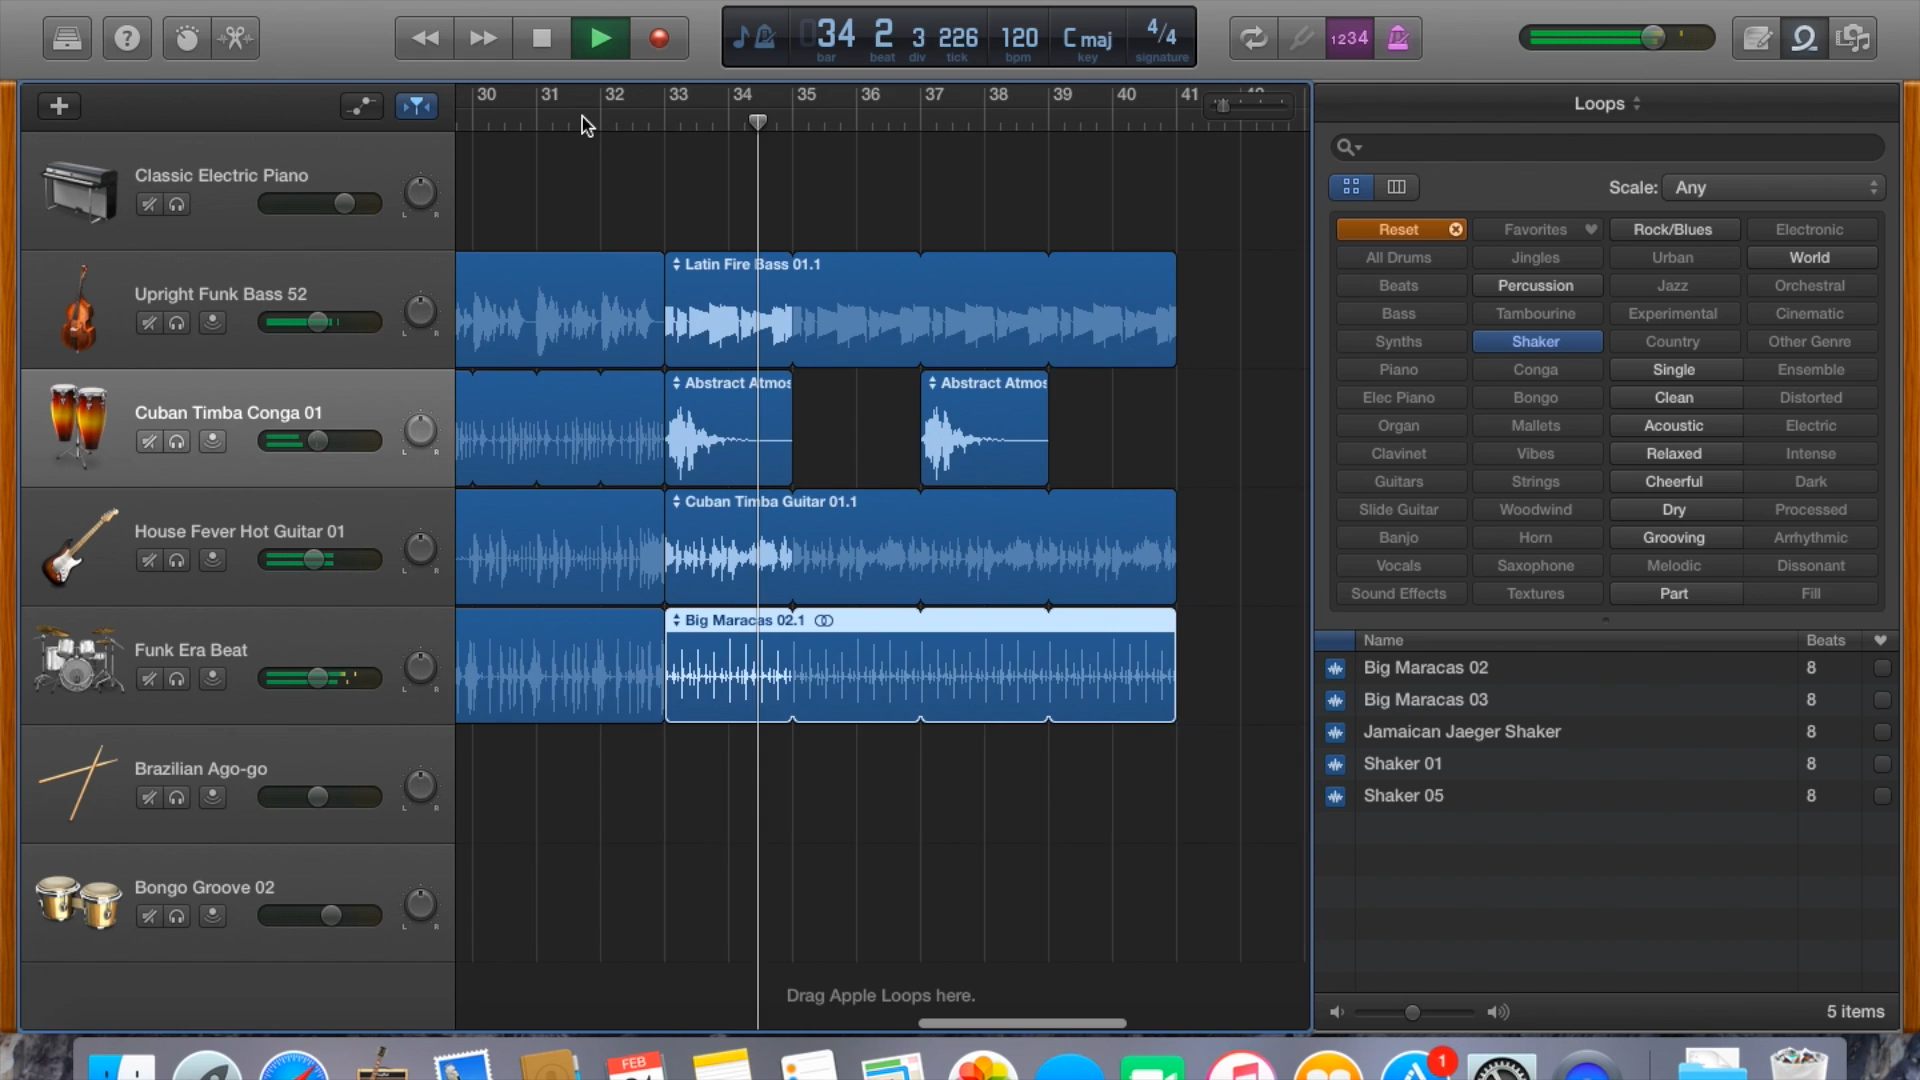 034 2 3 226 120 C maj 4/4
bar beat div tick bpm key signature
1234
30 31 32 33 34 35 36 37 38 39 40 41
Classic Electric Piano
L R
Upright Funk Bass 52
L R
Cuban Timba Conga 01
L R
House Fever Hot Guitar 01
L R
Funk Era Beat
L R
Brazilian Ago-go
L R
Bongo Groove 02
L R
Latin Fire Bass 01.1
Abstract Atmos
Abstract Atmos
Cuban Timba Guitar 01.1
Big Maracas 02.1
Drag Apple Loops here.
Loops
Scale: Any
Reset Favorites Rock/Blues Electronic
All Drums Jingles Urban World
Beats Percussion Jazz Orchestral
Bass Tambourine Experimental Cinematic
Synths Shaker Country Other Genre
Piano Conga Single Ensemble
Elec Piano Bongo Clean Distorted
Organ Mallets Acoustic Electric
Clavinet Vibes Relaxed Intense
Guitars Strings Cheerful Dark
Slide Guitar Woodwind Dry Processed
Banjo Horn Grooving Arrhythmic
Vocals Saxophone Melodic Dissonant
Sound Effects Textures Part Fill
Name Beats
Big Maracas 02 8
Big Maracas 03 8
Jamaican Jaeger Shaker 8
Shaker 01 8
Shaker 05 8
5 items
FEB
1